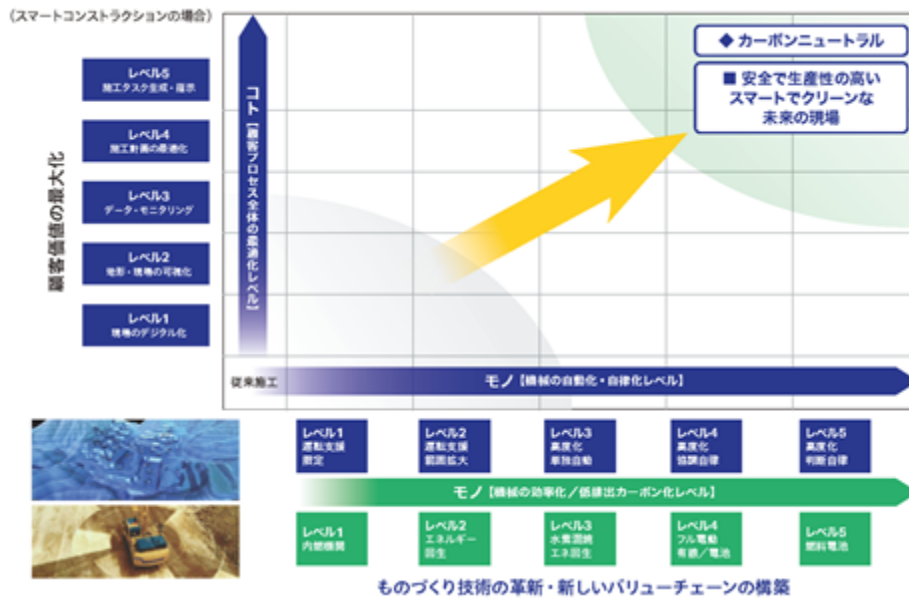 （スマートコンストラクションの場合）
◆ カーボンニュートラル
■ 安全で生産性の高い
スマートでクリーンな
未来の現場
顧客価値の最大化
レベル5
施工タスク生成・指示
レベル4
施工計画の最適化
レベル3
データ・モニタリング
レベル2
地形・現場の可視化
レベル1
現場のデジタル化
コト【顧客プロセス全体の最適化レベル】
従来施工
モノ【機械の自動化・自律化レベル】
レベル1
運転支援
限定
レベル2
運転支援
範囲拡大
レベル3
高度化
単独自動
レベル4
高度化
協調自律
レベル5
高度化
判断自律
モノ【機械の効率化／低排出カーボン化レベル】
レベル1
内燃機関
レベル2
エネルギー
回生
レベル3
水素混焼
エネ回生
レベル4
フル電動
有線／電池
レベル5
燃料電池
ものづくり技術の革新・新しいバリューチェーンの構築